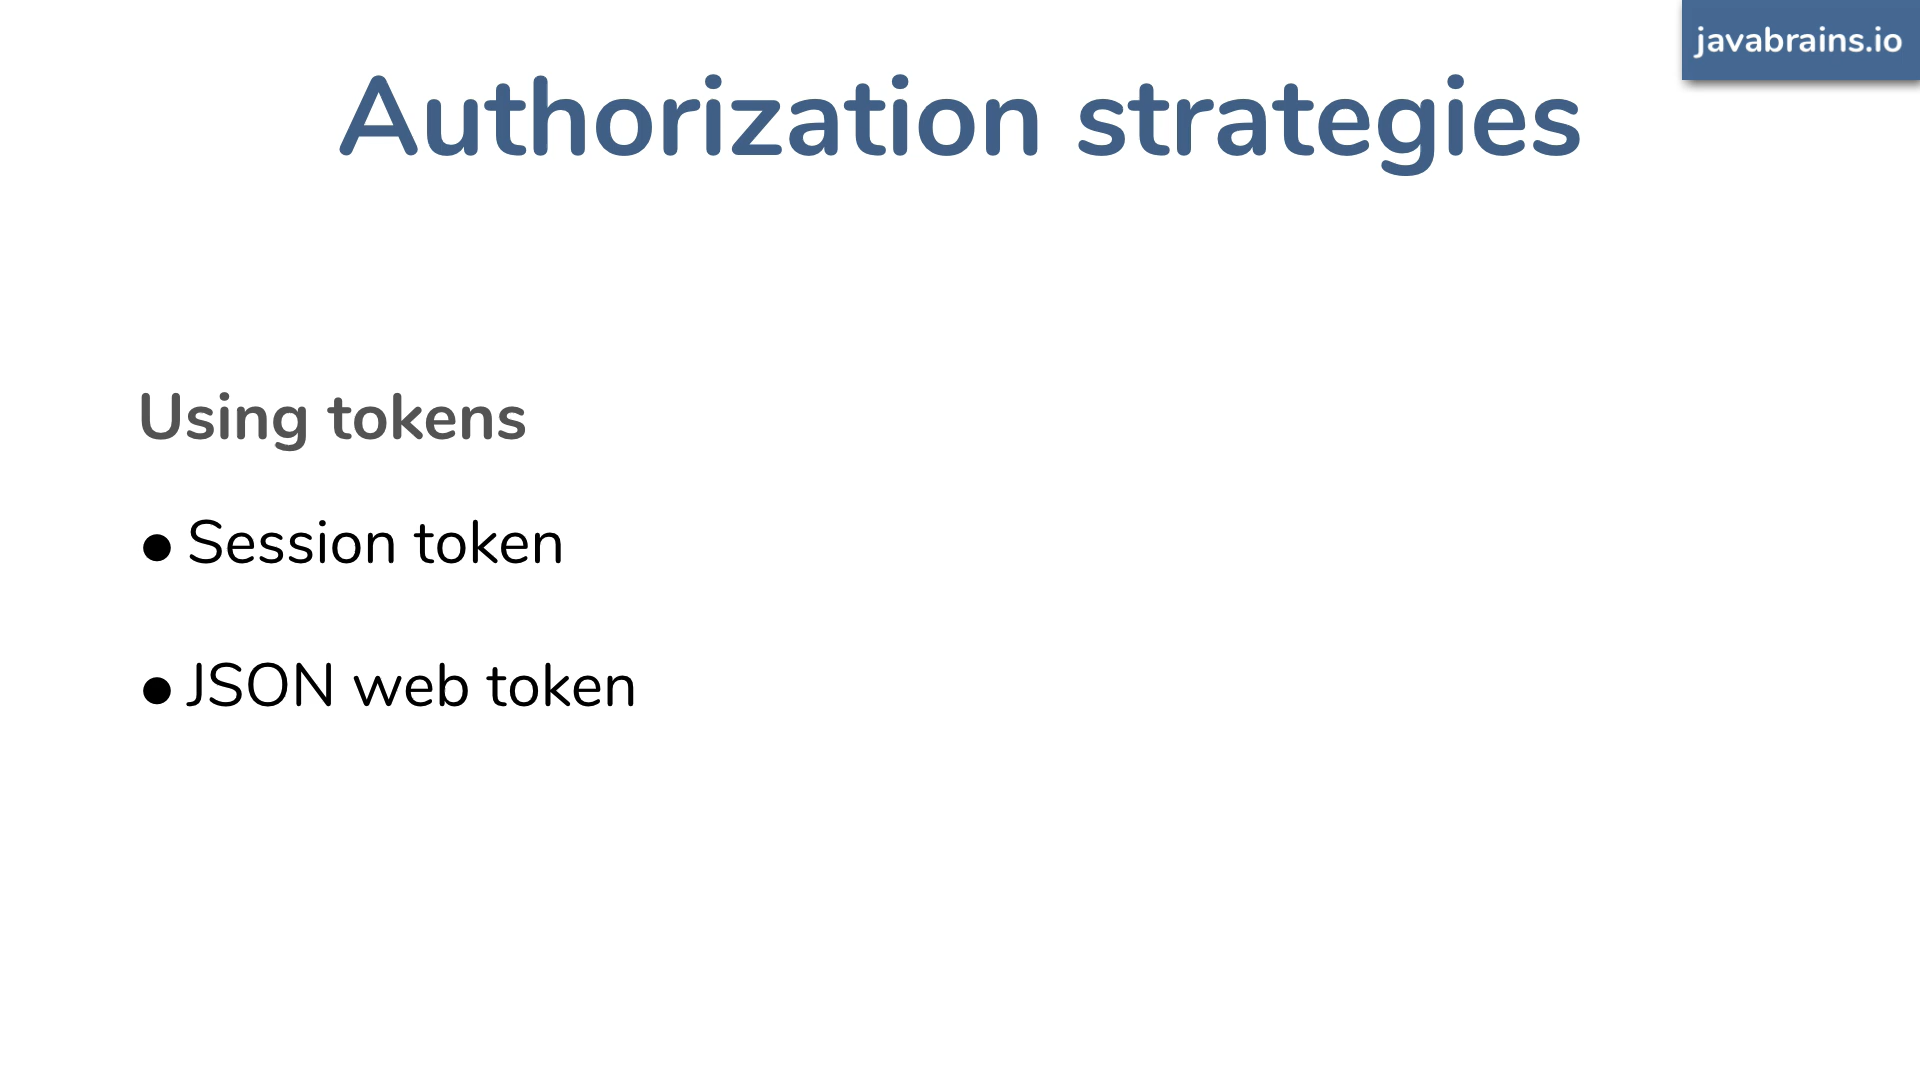 javabrains.io
Authorization strategies
Using tokens
● Session token
● JSON web token